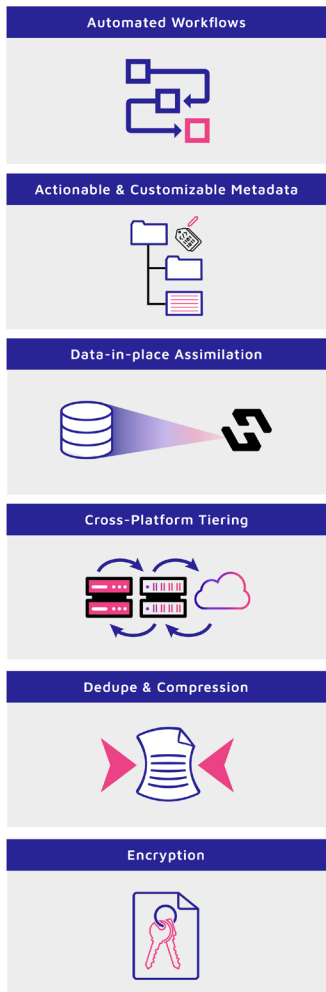 Automated Workflows
Actionable & Customizable Metadata
Data-in-place Assimilation
Cross-Platform Tiering
Dedupe & Compression
Encryption